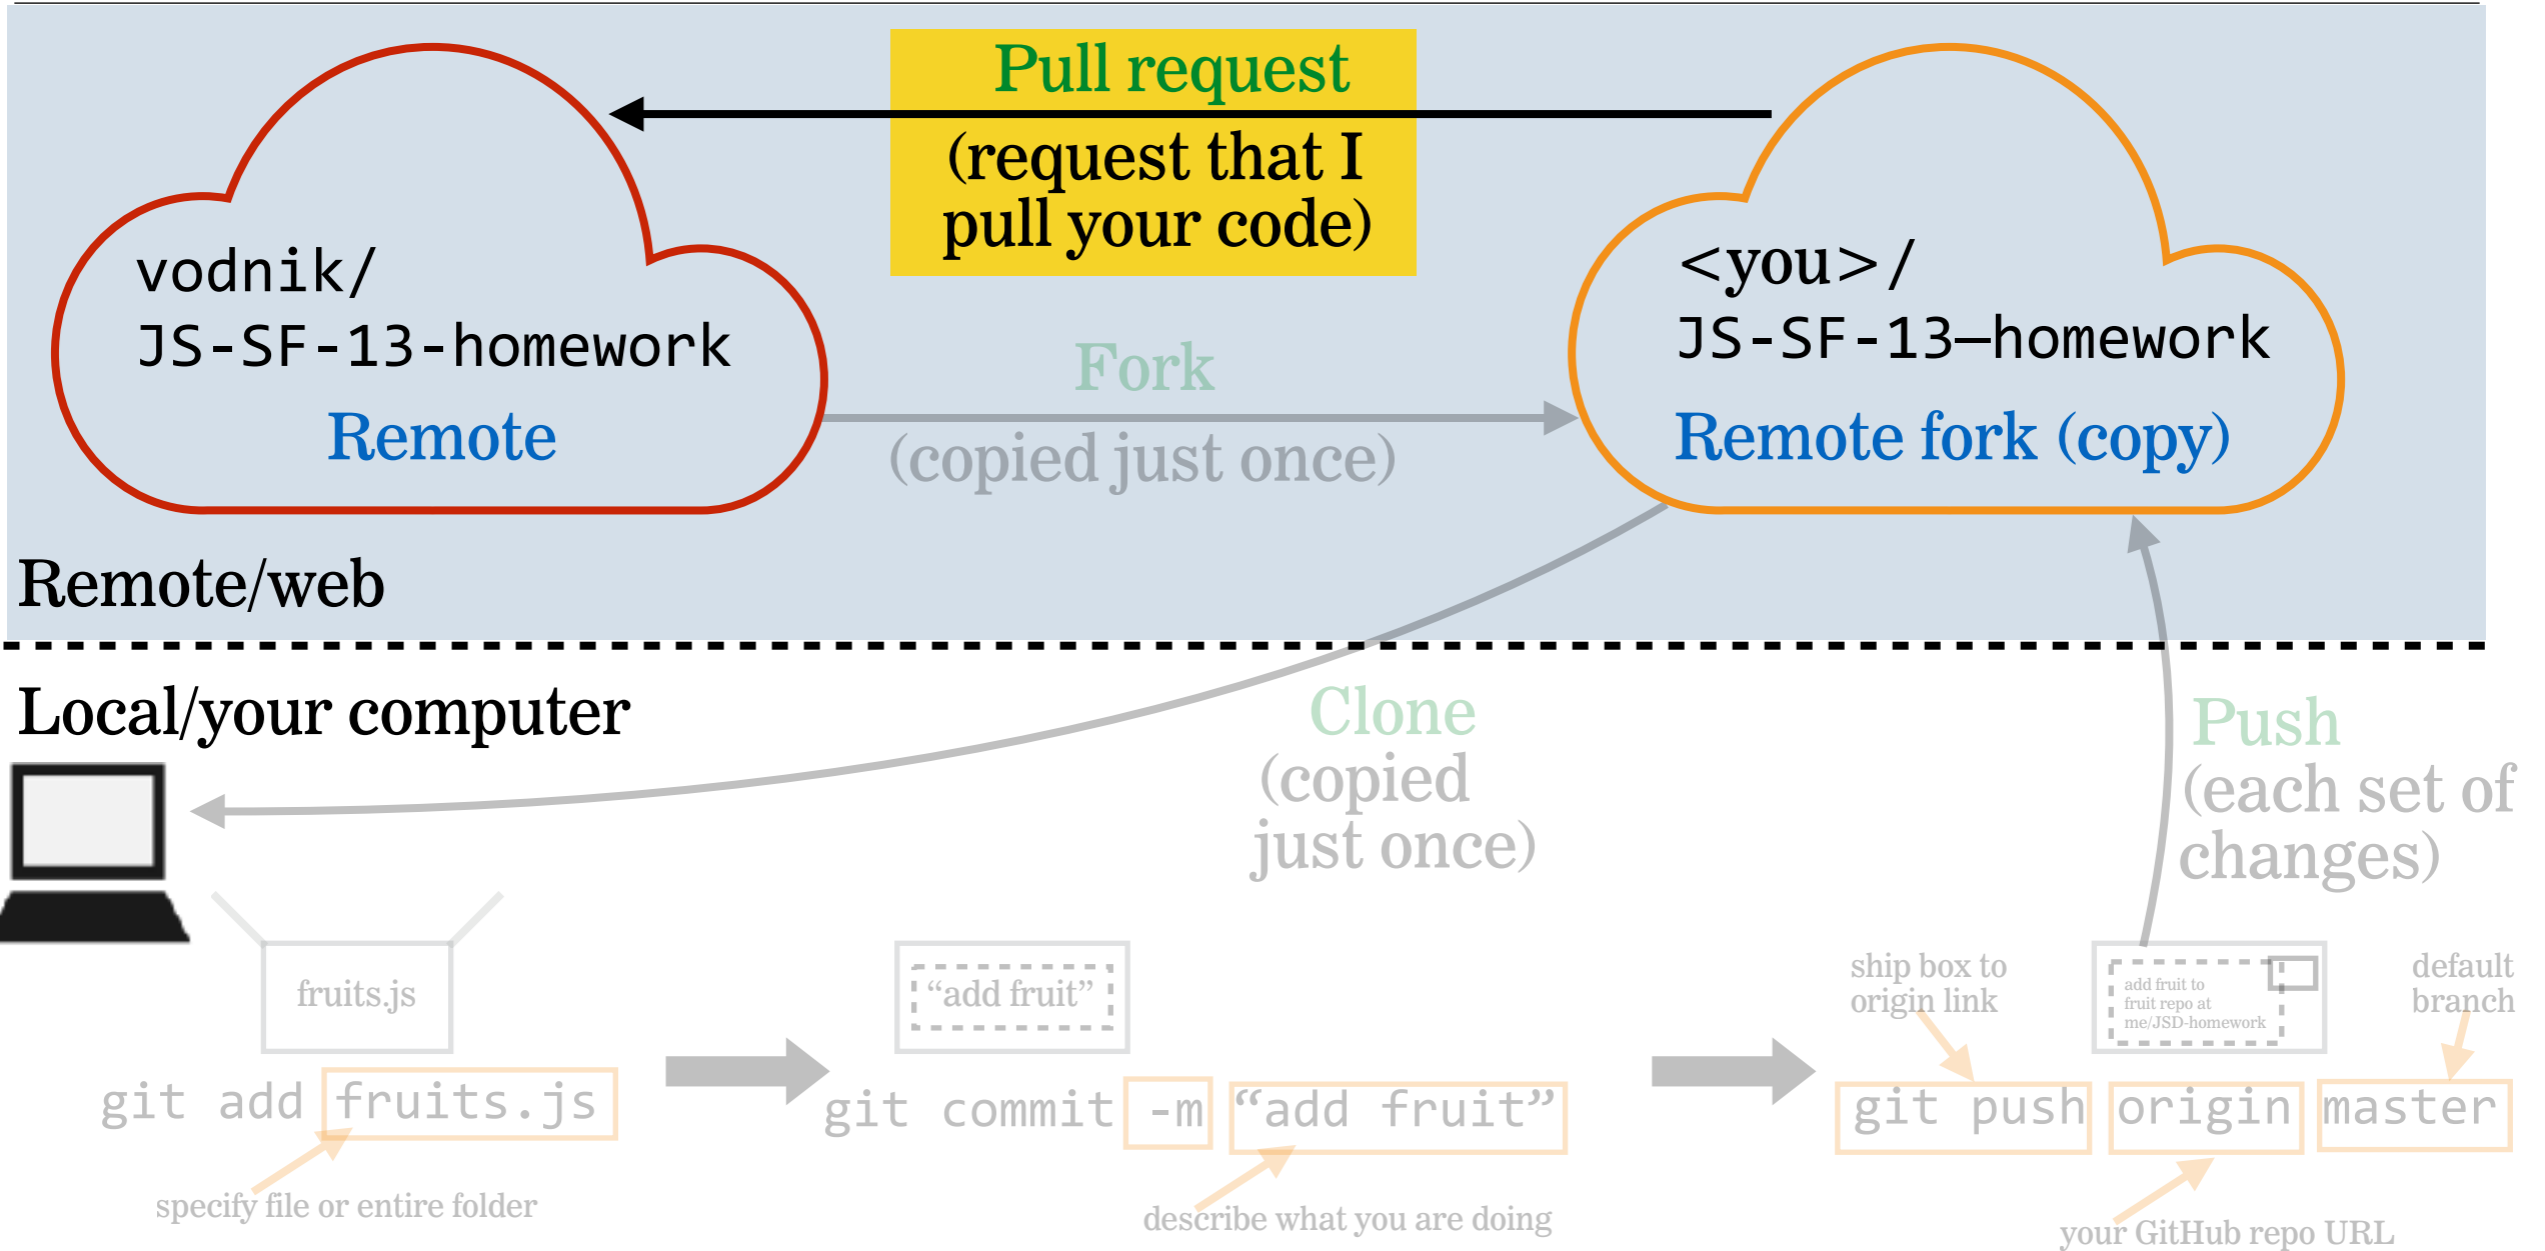 Pull request
(request that I
pull your code)
vodnik/
JS-SF-13-homework
Remote
Fork
(copied just once)
<you>/
JS-SF-13—homework
Remote fork (copy)
Remote/web
Local/your computer
Clone
(copied
just once)
Push
(each set of
changes)
fruits.js
git add fruits.js
specify file or entire folder
“add fruit”
git commit -m “add fruit”
describe what you are doing
ship box to
origin link
add fruit to
fruit repo at
me/JSD-homework
default
branch
git push origin master
your GitHub repo URL